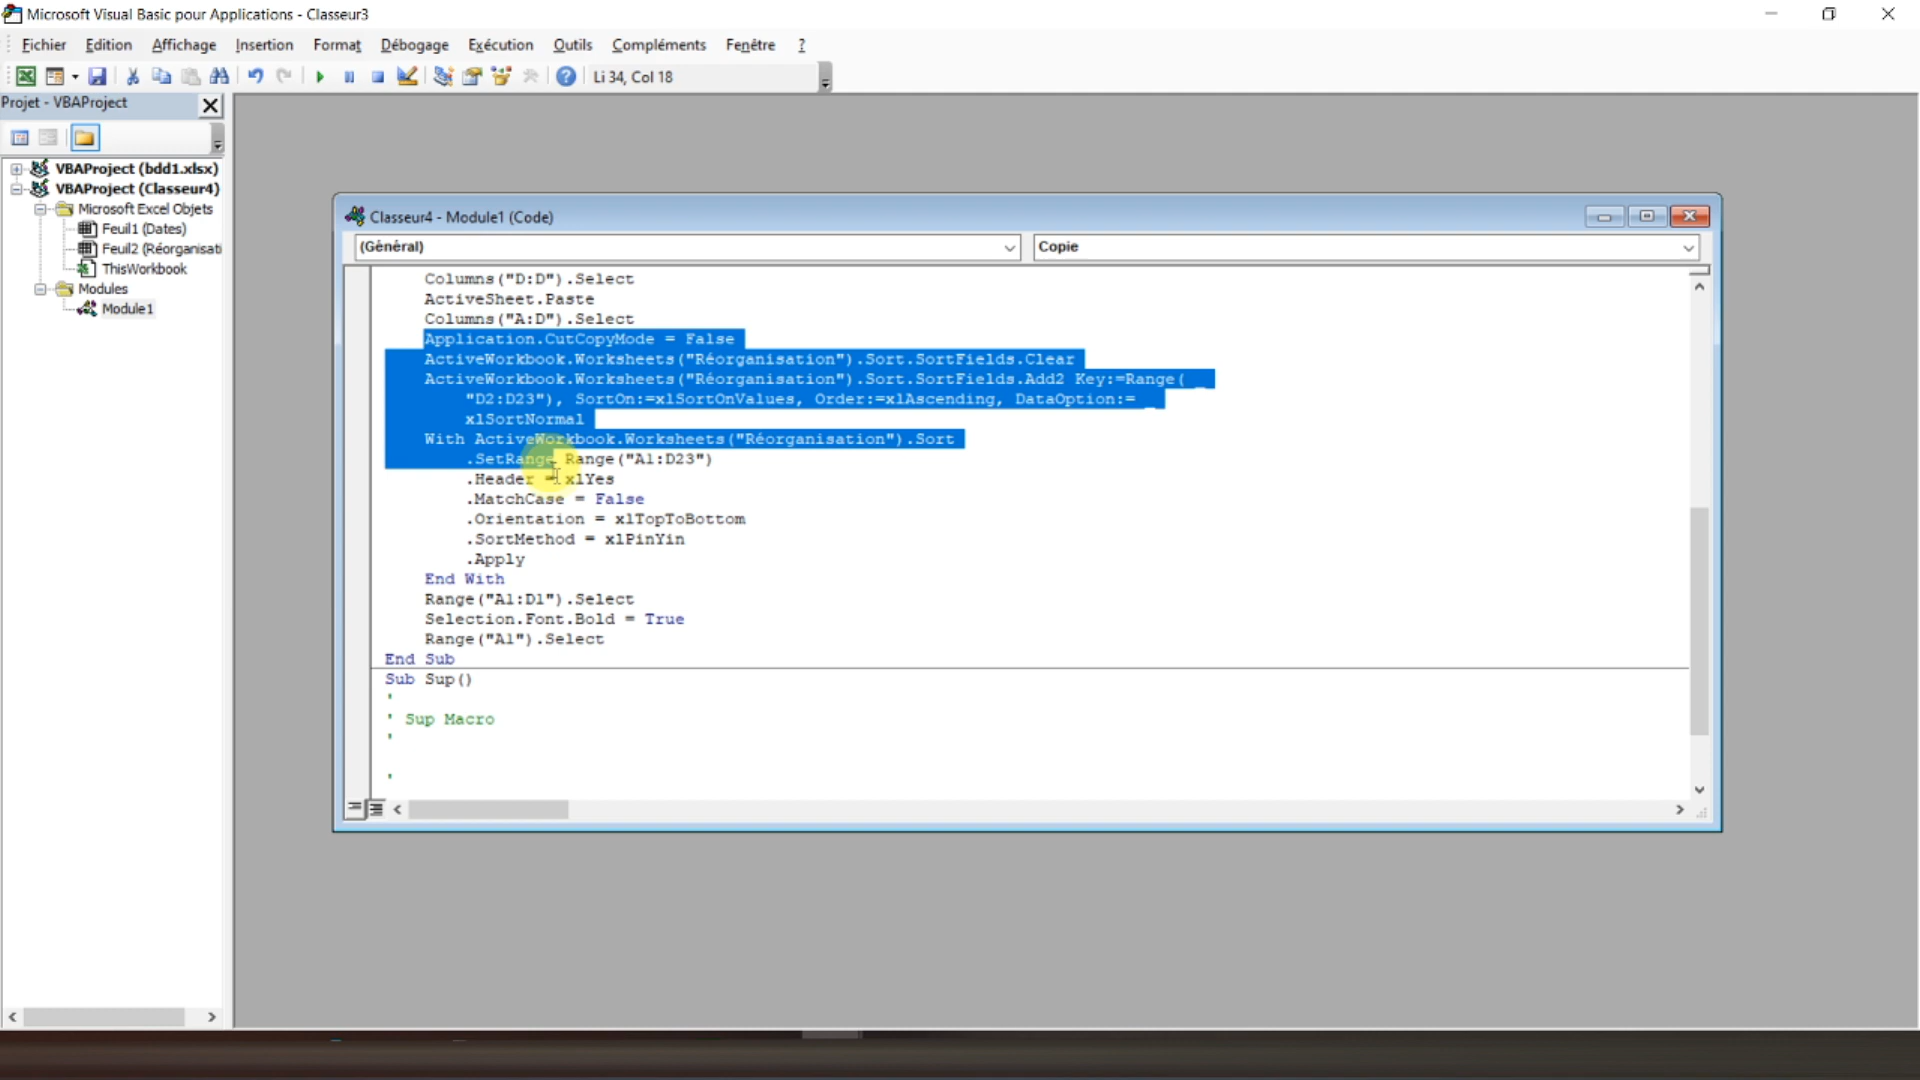 Microsoft Visual Basic pour Applications - Classeur3
Fichier Edition Affichage Insertion Format Débogage Exécution Outils Compléments Fenêtre ?
Li 34, Col 18
Projet - VBAProject
VBAProject (bdd1.xlsx)
VBAProject (Classeur4)
Microsoft Excel Objets
Feuil1 (Dates)
Feuil2 (Réorganisati
ThisWorkbook
Modules
Module1
Classeur4 - Module1 (Code)
(Général)
Copie
Columns("D:D").Select
ActiveSheet.Paste
Columns("A:D").Select
Application.CutCopyMode = False
ActiveWorkbook.Worksheets("Réorganisation").Sort.SortFields.Clear
ActiveWorkbook.Worksheets("Réorganisation").Sort.SortFields.Add2 Key:=Range( _
"D2:D23"), SortOn:=xlSortOnValues, Order:=xlAscending, DataOption:= _
xlSortNormal
With ActiveWorkbook.Worksheets("Réorganisation").Sort
.SetRange Range("A1:D23")
.Header = xlYes
.MatchCase = False
.Orientation = xlTopToBottom
.SortMethod = xlPinYin
.Apply
End With
Range("A1:D1").Select
Selection.Font.Bold = True
Range("A1").Select
End Sub
Sub Sup()
'
' Sup Macro
'
'